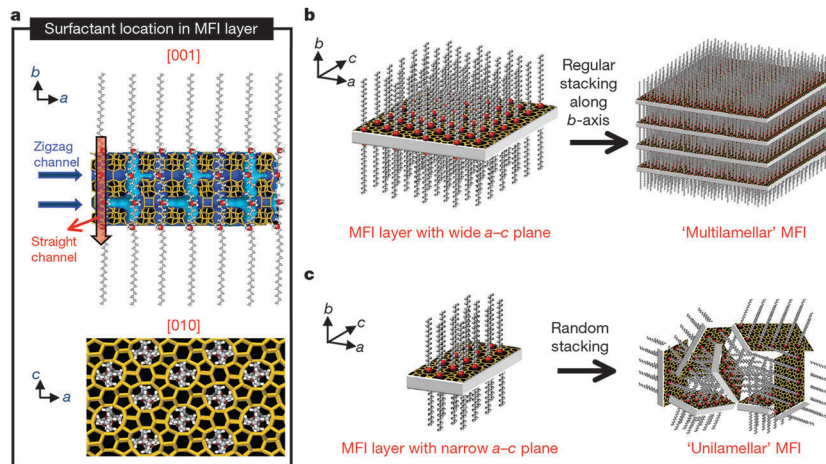 a
Surfactant location in MFI layer
[001]
b
a
Zigzag
channel
Straight
channel
[010]
c
a
b
b
c
a
Regular
stacking
along
b-axis
MFI layer with wide a–c plane
'Multilamellar' MFI
c
b
c
a
Random
stacking
MFI layer with narrow a–c plane
'Unilamellar' MFI